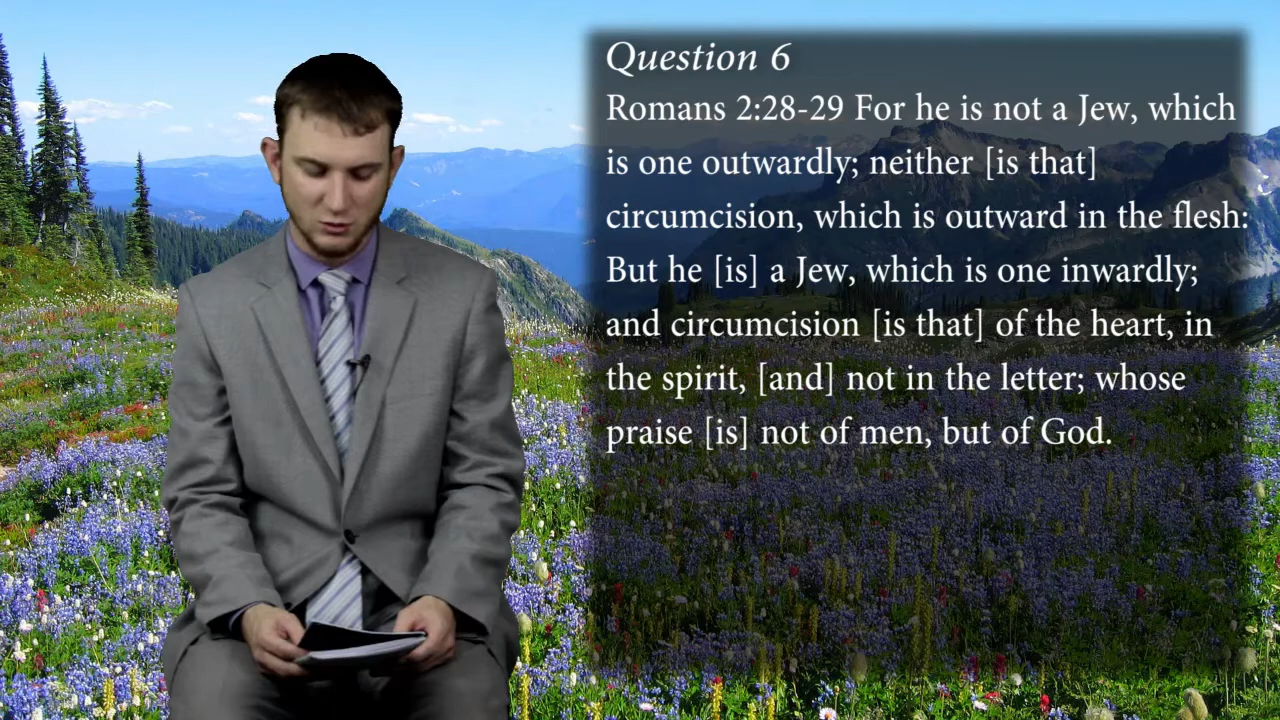 Question 6
Romans 2:28-29 For he is not a Jew, which
is one outwardly; neither [is that]
circumcision, which is outward in the flesh:
But he [is] a Jew, which is one inwardly;
and circumcision [is that] of the heart, in
the spirit, [and] not in the letter; whose
praise [is] not of men, but of God.